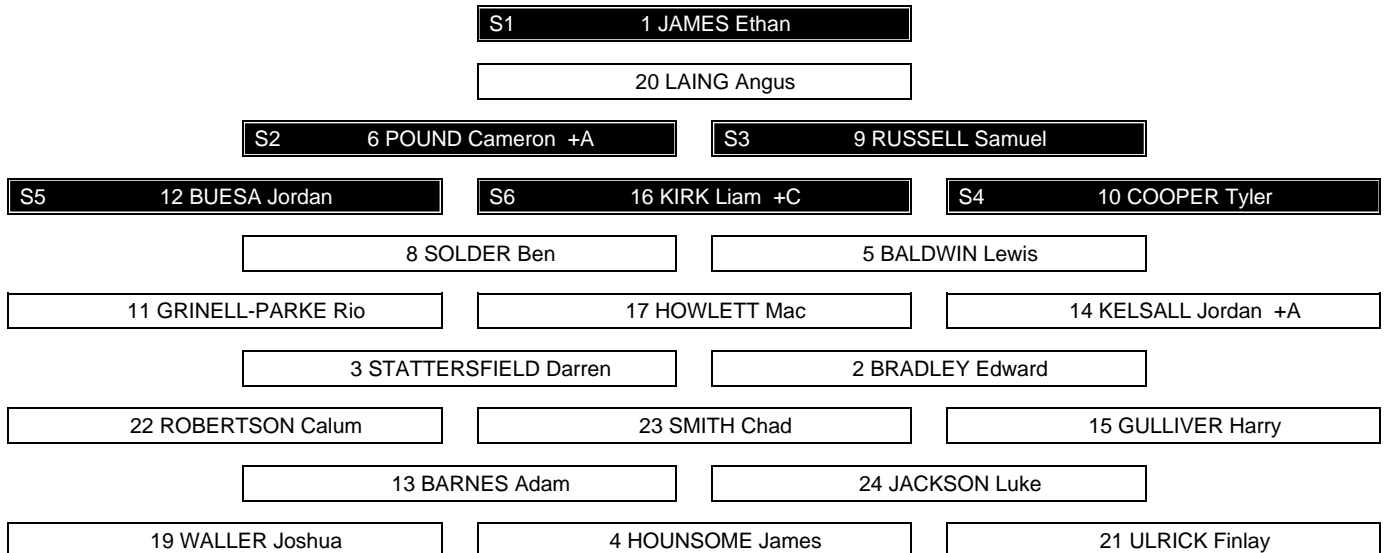 S1 1 JAMES Ethan
20 LAING Angus
S2 6 POUND Cameron +A S3 9 RUSSELL Samuel
S5 12 BUESA Jordan S6 16 KIRK Liam +C S4 10 COOPER Tyler
8 SOLDER Ben 5 BALDWIN Lewis
11 GRINELL-PARKE Rio 17 HOWLETT Mac 14 KELSALL Jordan +A
3 STATTERSFIELD Darren 2 BRADLEY Edward
22 ROBERTSON Calum 23 SMITH Chad 15 GULLIVER Harry
13 BARNES Adam 24 JACKSON Luke
19 WALLER Joshua 4 HOUNSOME James 21 ULRICK Finlay